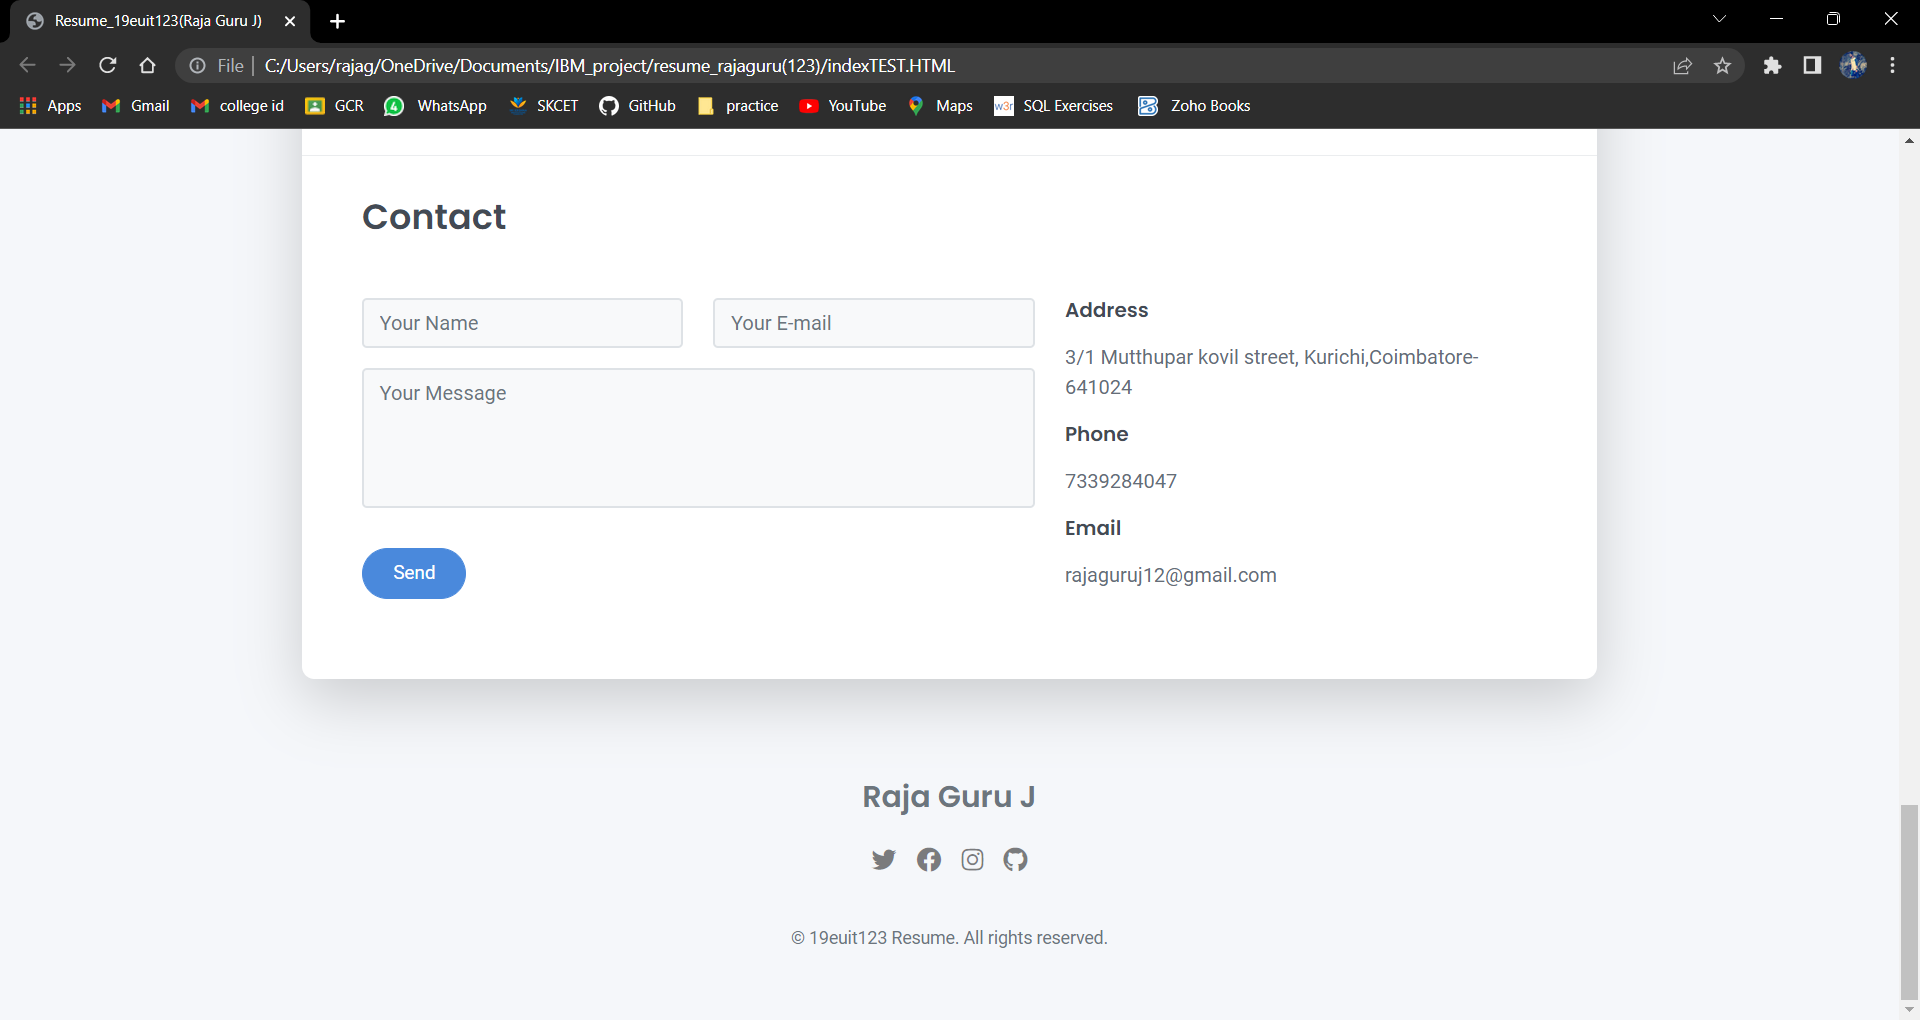 Resume_19euit123(Raja Guru J)
File C:/Users/rajag/OneDrive/Documents/IBM_project/resume_rajaguru(123)/indexTEST.HTML
Apps Gmail college id GCR 4 WhatsApp SKCET GitHub practice YouTube Maps w3r SQL Exercises Zoho Books
Contact
Your Name Your E-mail
Your Message
Send
Address
3/1 Mutthupar kovil street, Kurichi,Coimbatore-
641024
Phone
7339284047
Email
rajaguruj12@gmail.com
Raja Guru J
© 19euit123 Resume. All rights reserved.